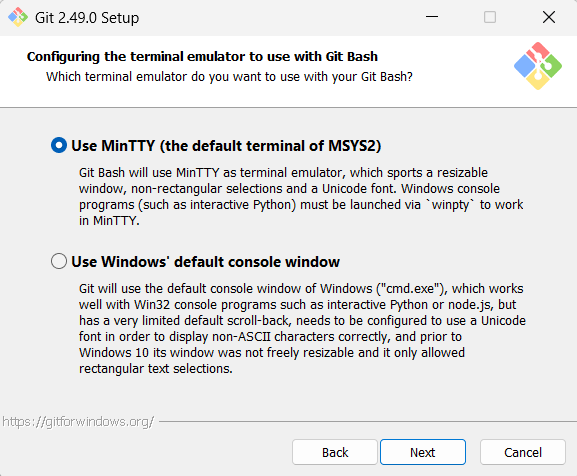 Git 2.49.0 Setup
Configuring the terminal emulator to use with Git Bash
Which terminal emulator do you want to use with your Git Bash?
Use MinTTY (the default terminal of MSYS2)
Git Bash will use MinTTY as terminal emulator, which sports a resizable
window, non-rectangular selections and a Unicode font. Windows console
programs (such as interactive Python) must be launched via `winpty` to work
in MinTTY.
Use Windows' default console window
Git will use the default console window of Windows ("cmd.exe"), which works
well with Win32 console programs such as interactive Python or node.js, but
has a very limited default scroll-back, needs to be configured to use a Unicode
font in order to display non-ASCII characters correctly, and prior to
Windows 10 its window was not freely resizable and it only allowed
rectangular text selections.
https://gitforwindows.org/
Back
Next
Cancel